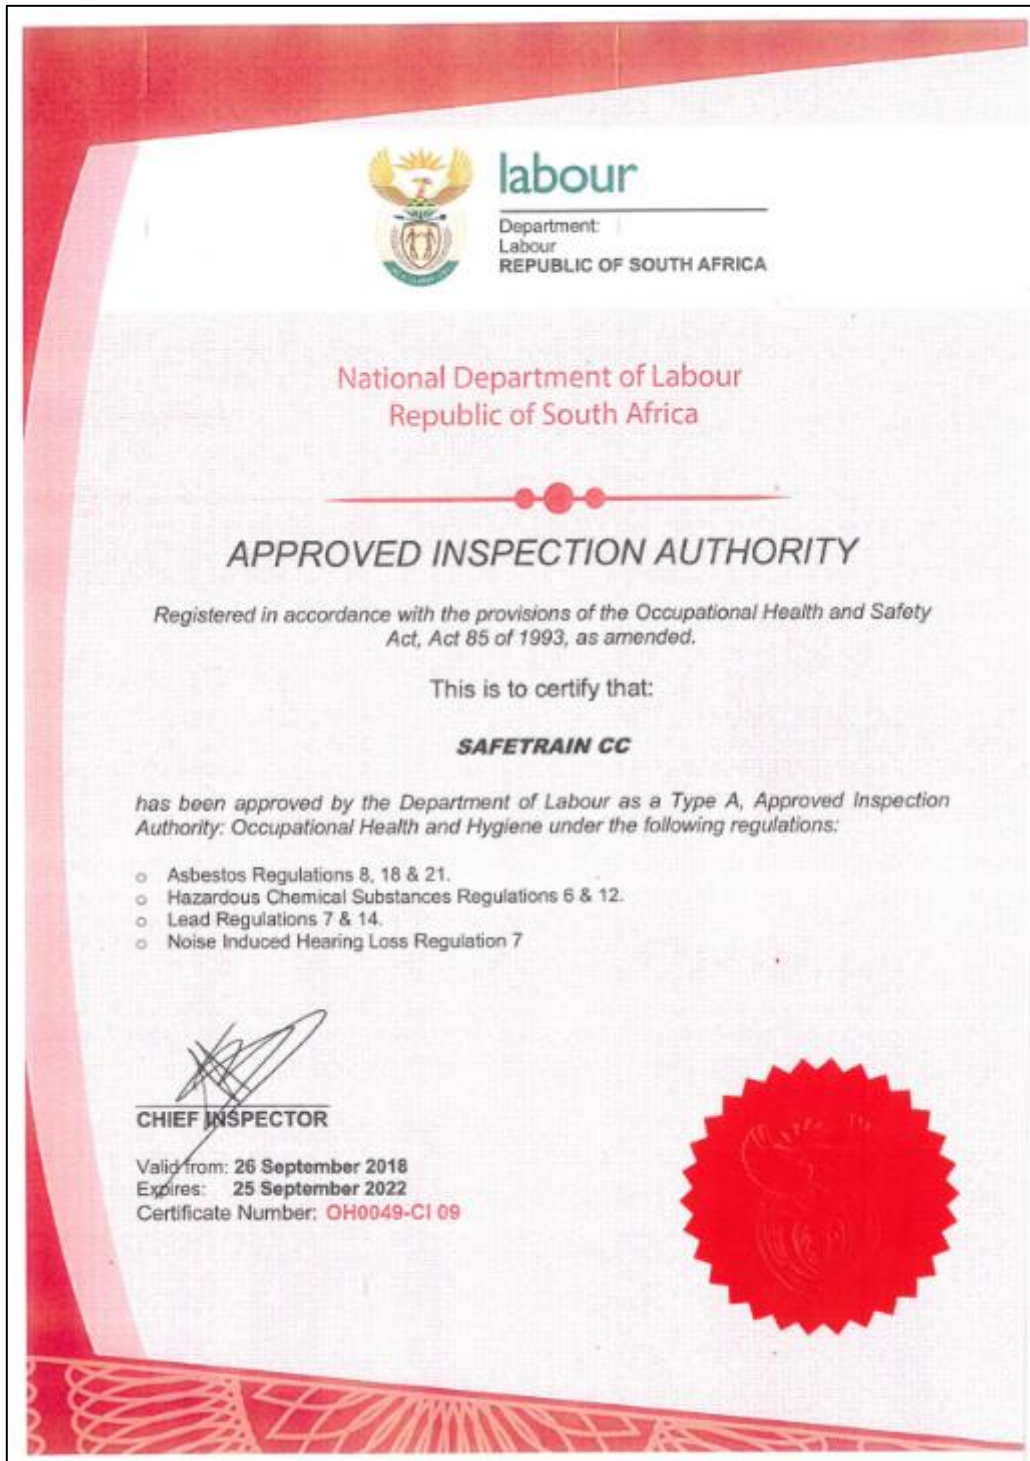 labour
Department:
Labour
REPUBLIC OF SOUTH AFRICA
National Department of Labour
Republic of South Africa
APPROVED INSPECTION AUTHORITY
Registered in accordance with the provisions of the Occupational Health and Safety
Act, Act 85 of 1993, as amended.
This is to certify that:
SAFETRAIN CC
has been approved by the Department of Labour as a Type A, Approved Inspection
Authority: Occupational Health and Hygiene under the following regulations:
o Asbestos Regulations 8, 18 & 21.
o Hazardous Chemical Substances Regulations 6 & 12.
o Lead Regulations 7 & 14.
o Noise Induced Hearing Loss Regulation 7
CHIEF INSPECTOR
Valid from: 26 September 2018
Expires: 25 September 2022
Certificate Number: OH0049-CI 09